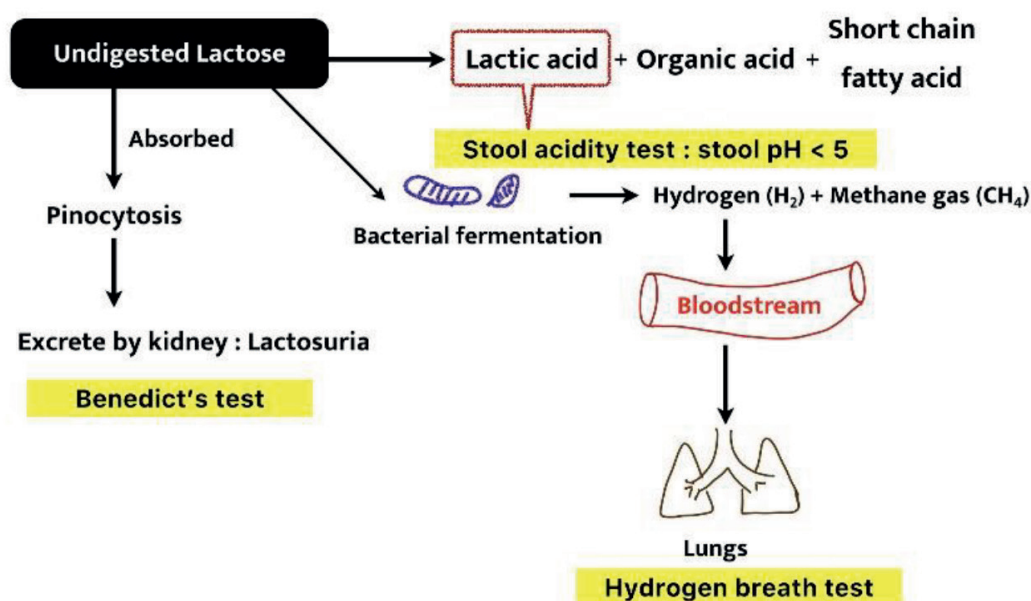 Undigested Lactose
Lactic acid + Organic acid +
Short chain
fatty acid
Absorbed
Stool acidity test : stool pH < 5
Pinocytosis
Bacterial fermentation
Hydrogen (H₂) + Methane gas (CH₄)
Bloodstream
Excrete by kidney : Lactosuria
Benedict's test
Lungs
Hydrogen breath test